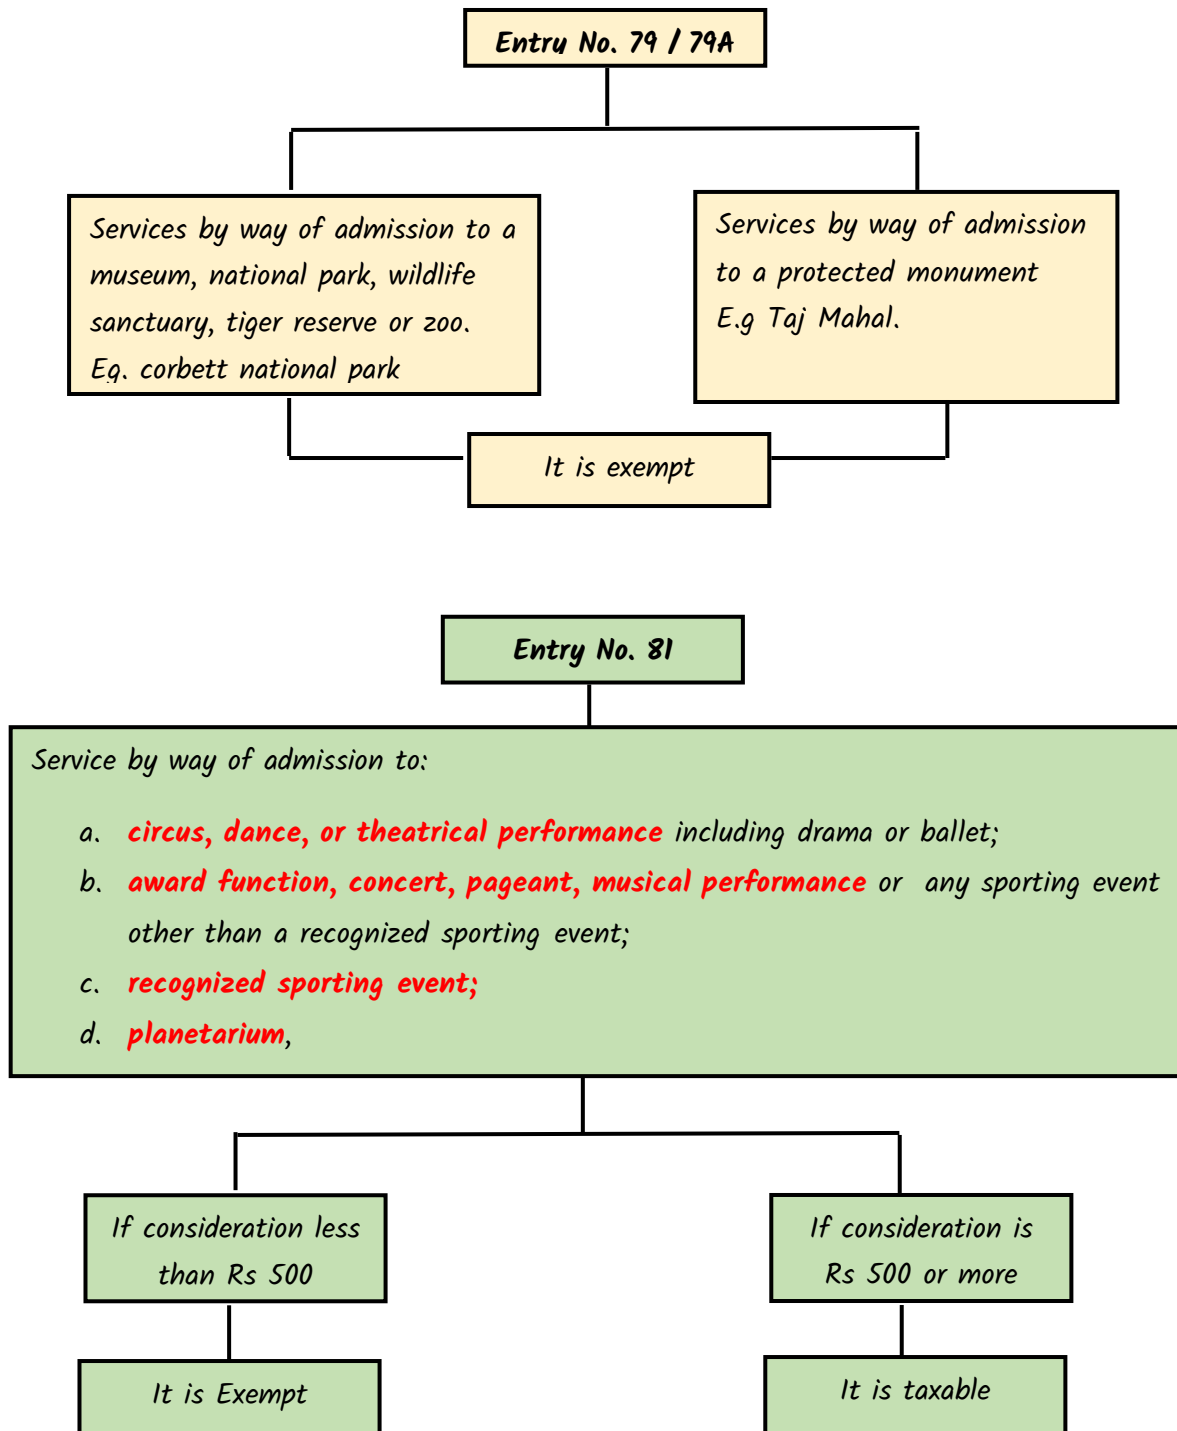 Entry No. 79 / 79A
Services by way of admission to a
museum, national park, wildlife
sanctuary, tiger reserve or zoo.
Eg. corbett national park
Services by way of admission
to a protected monument
E.g Taj Mahal.
It is exempt
Entry No. 81
Service by way of admission to:
a. circus, dance, or theatrical performance including drama or ballet;
b. award function, concert, pageant, musical performance or any sporting event
other than a recognized sporting event;
c. recognized sporting event;
d. planetarium,
If consideration less
than Rs 500
If consideration is
Rs 500 or more
It is Exempt
It is taxable